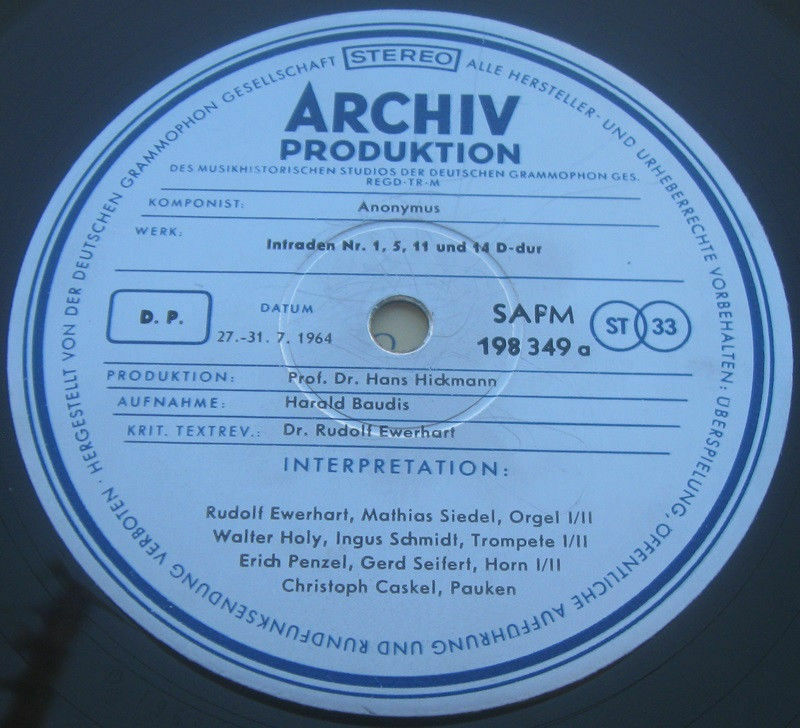 STEREO
HERGESTELLT VON DER DEUTSCHEN GRAMMOPHON GESELLSCHAFT
ALLE HERSTELLER- UND URHEBERRECHTE VORBEHALTEN: ÜBERSPIELUNG, ÖFFENTLICHE AUFFÜHRUNG UND RUNDFUNKSENDUNG VERBOTEN ·
ARCHIV
PRODUKTION
DES MUSIKHISTORISCHEN STUDIOS DER DEUTSCHEN GRAMMOPHON GES.
REGD·TR·M
KOMPONIST: Anonymus
WERK:
Intraden Nr. 1, 5, 11 und 14 D-dur
D. P.
DATUM
27.-31. 7. 1964
SAPM
198 349 a
ST 33
PRODUKTION: Prof. Dr. Hans Hickmann
AUFNAHME: Harald Baudis
KRIT. TEXTREV.: Dr. Rudolf Ewerhart
INTERPRETATION:
Rudolf Ewerhart, Mathias Siedel, Orgel I/II
Walter Holy, Ingus Schmidt, Trompete I/II
Erich Penzel, Gerd Seifert, Horn I/II
Christoph Caskel, Pauken